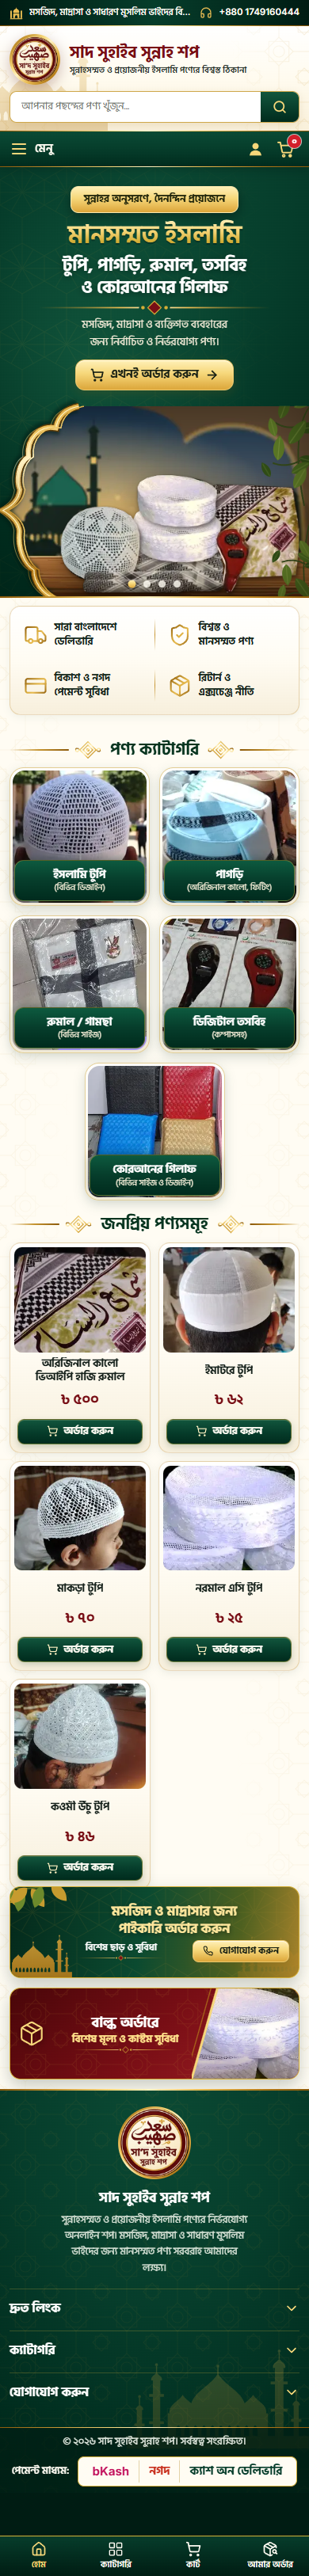 মসজিদ, মাদ্রাসা ও সাধারণ মুসলিম ভাইদের বি...
+880 1749160444
সাদ সুহাইব সুন্নাহ শপ
সুন্নাহসম্মত ও প্রয়োজনীয় ইসলামি পণ্যের বিশ্বস্ত ঠিকানা
আপনার পছন্দের পণ্য খুঁজুন...
মেনু
০
সুন্নাহর অনুসরণে, দৈনন্দিন প্রয়োজনে
মানসম্মত ইসলামি
টুপি, পাগড়ি, রুমাল, তসবিহ
ও কোরআনের গিলাফ
মসজিদ, মাদ্রাসা ও ব্যক্তিগত ব্যবহারের
জন্য নির্বাচিত ও নির্ভরযোগ্য পণ্য।
এখনই অর্ডার করুন
সারা বাংলাদেশে
ডেলিভারি
বিশ্বস্ত ও
মানসম্মত পণ্য
বিকাশ ও নগদ
পেমেন্ট সুবিধা
রিটার্ন ও
এক্সচেঞ্জ নীতি
পণ্য ক্যাটাগরি
ইসলামি টুপি
(বিভিন্ন ডিজাইন)
পাগড়ি
(অরিজিনাল কালো, ফিটিং)
রুমাল / গামছা
(বিভিন্ন সাইজ)
ডিজিটাল তসবিহ
(কম্পাসসহ)
কোরআনের গিলাফ
(বিভিন্ন সাইজ ও ডিজাইন)
জনপ্রিয় পণ্যসমূহ
অরিজিনাল কালো
ভিআইপি হাজি রুমাল
৳ ৫০০
অর্ডার করুন
ইমাটরে টুপি
৳ ৬২
অর্ডার করুন
মাকড়া টুপি
৳ ৭০
অর্ডার করুন
নরমাল এসি টুপি
৳ ২৫
অর্ডার করুন
কওমী উঁচু টুপি
৳ ৪৬
অর্ডার করুন
মসজিদ ও মাদ্রাসার জন্য
পাইকারি অর্ডার করুন
বিশেষ ছাড় ও সুবিধা
যোগাযোগ করুন
বাল্ক অর্ডারে
বিশেষ মূল্য ও কাস্টম সুবিধা
সা'দ সুহাইব
সুন্নাহ শপ
সাদ সুহাইব সুন্নাহ শপ
সুন্নাহসম্মত ও প্রয়োজনীয় ইসলামি পণ্যের নির্ভরযোগ্য
অনলাইন শপ। মসজিদ, মাদ্রাসা ও সাধারণ মুসলিম
ভাইদের জন্য মানসম্মত পণ্য সরবরাহ আমাদের
লক্ষ্য।
দ্রুত লিংক
ক্যাটাগরি
যোগাযোগ করুন
© ২০২৬ সাদ সুহাইব সুন্নাহ শপ। সর্বস্বত্ব সংরক্ষিত।
পেমেন্ট মাধ্যম:
bKash
নগদ
ক্যাশ অন ডেলিভারি
হোম
ক্যাটাগরি
কার্ট
আমার অর্ডার